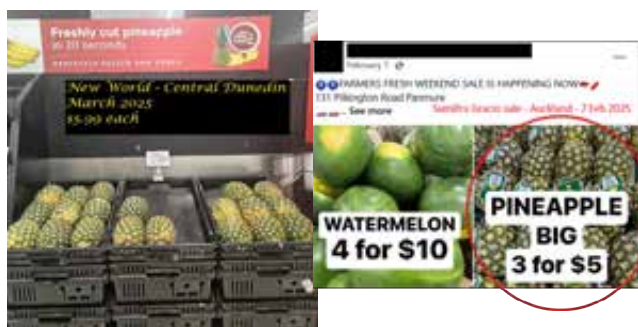 Freshly cut pineapple
in 30 seconds
New World - Central Dunedin
March 2025
$5.99 each
February 7
FARMERS FRESH WEEKEND SALE IS HAPPENING NOW
131 Pilkington Road Panmure
See more
sale - Auckland - 7 Feb 2025
WATERMELON
4 for $10
PINEAPPLE
BIG
3 for $5